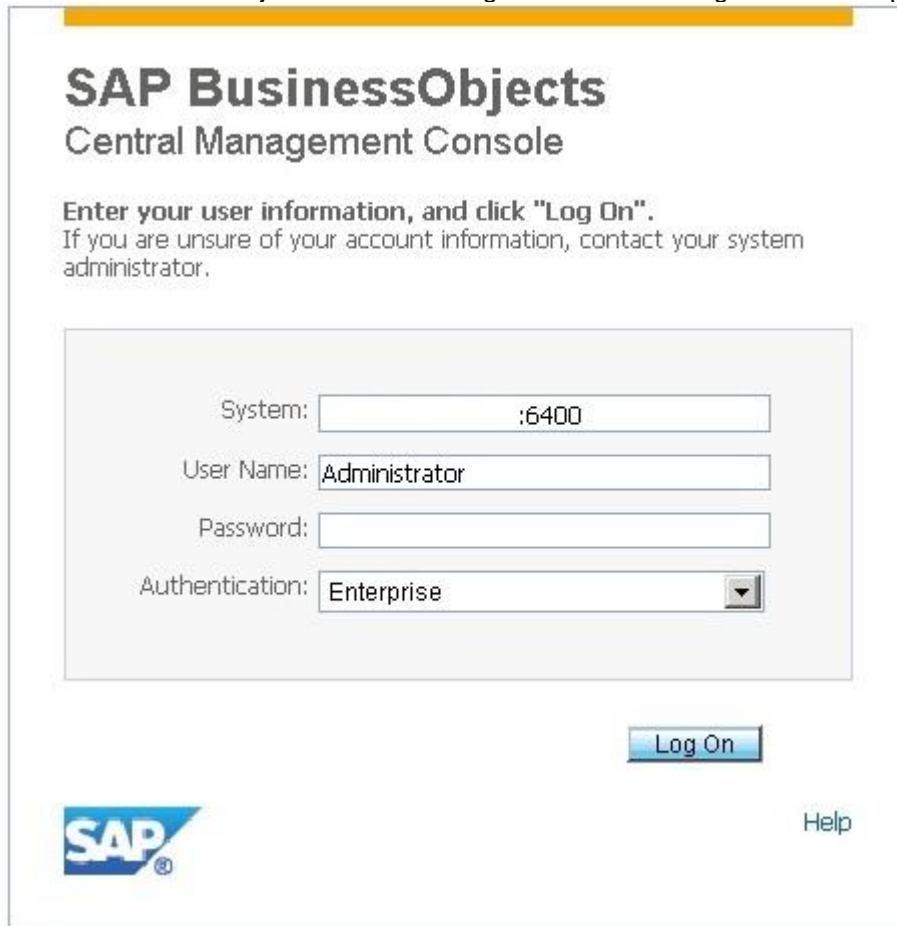 SAP BusinessObjects
Central Management Console
Enter your user information, and click "Log On".
If you are unsure of your account information, contact your system
administrator.
System: :6400
User Name: Administrator
Password:
Authentication: Enterprise
Log On
SAP®
Help